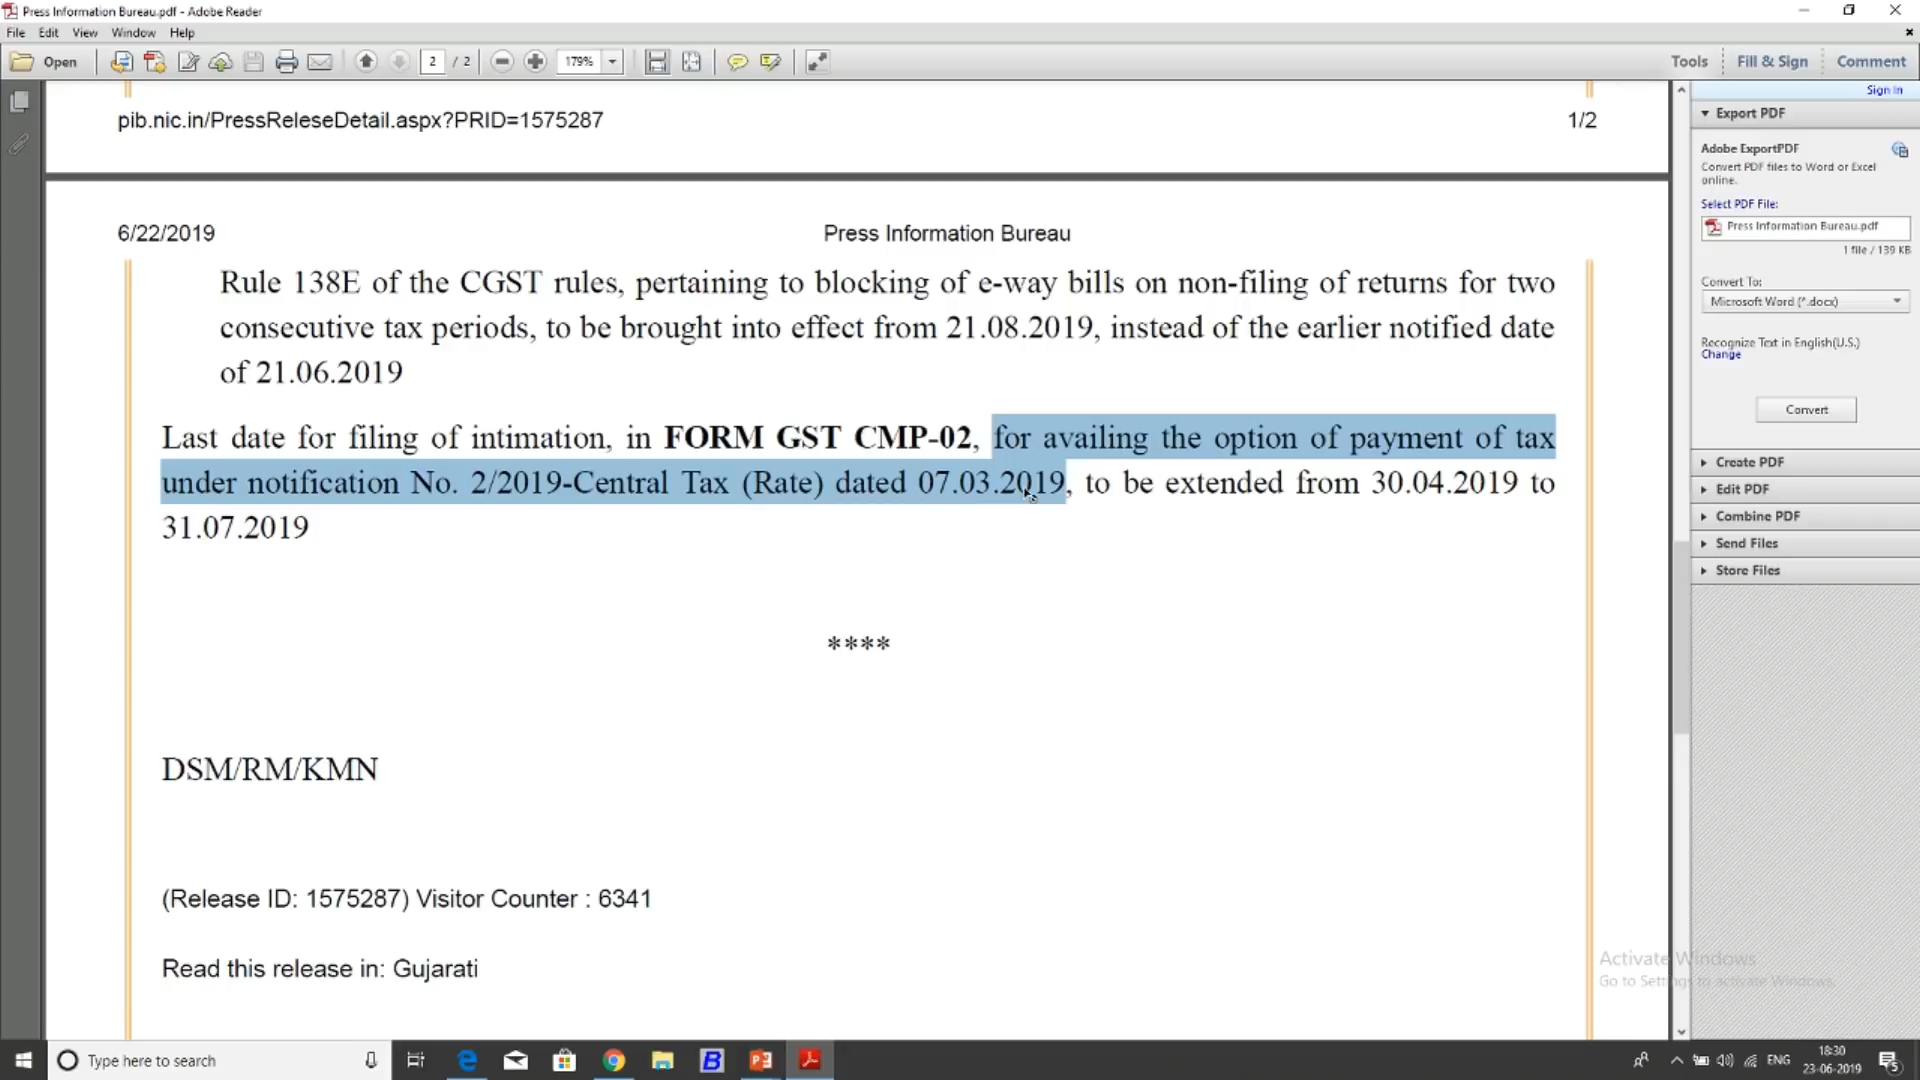 Press Information Bureau.pdf - Adobe Reader
File Edit View Window Help
Open 2 / 2 179% Tools Fill & Sign Comment
Sign In
pib.nic.in/PressReleseDetail.aspx?PRID=1575287 1/2
6/22/2019 Press Information Bureau
Rule 138E of the CGST rules, pertaining to blocking of e-way bills on non-filing of returns for two
consecutive tax periods, to be brought into effect from 21.08.2019, instead of the earlier notified date
of 21.06.2019
Last date for filing of intimation, in FORM GST CMP-02, for availing the option of payment of tax
under notification No. 2/2019-Central Tax (Rate) dated 07.03.2019, to be extended from 30.04.2019 to
31.07.2019
****
DSM/RM/KMN
(Release ID: 1575287) Visitor Counter : 6341
Read this release in: Gujarati
Export PDF
Adobe ExportPDF
Convert PDF files to Word or Excel
online.
Select PDF File:
Press Information Bureau.pdf
1 file / 139 KB
Convert To:
Microsoft Word (*.docx)
Recognize Text in English(U.S.)
Change
Convert
Create PDF
Edit PDF
Combine PDF
Send Files
Store Files
Activate Windows
Go to Settings to activate Windows.
Type here to search
ENG
18:30
23-06-2019
5